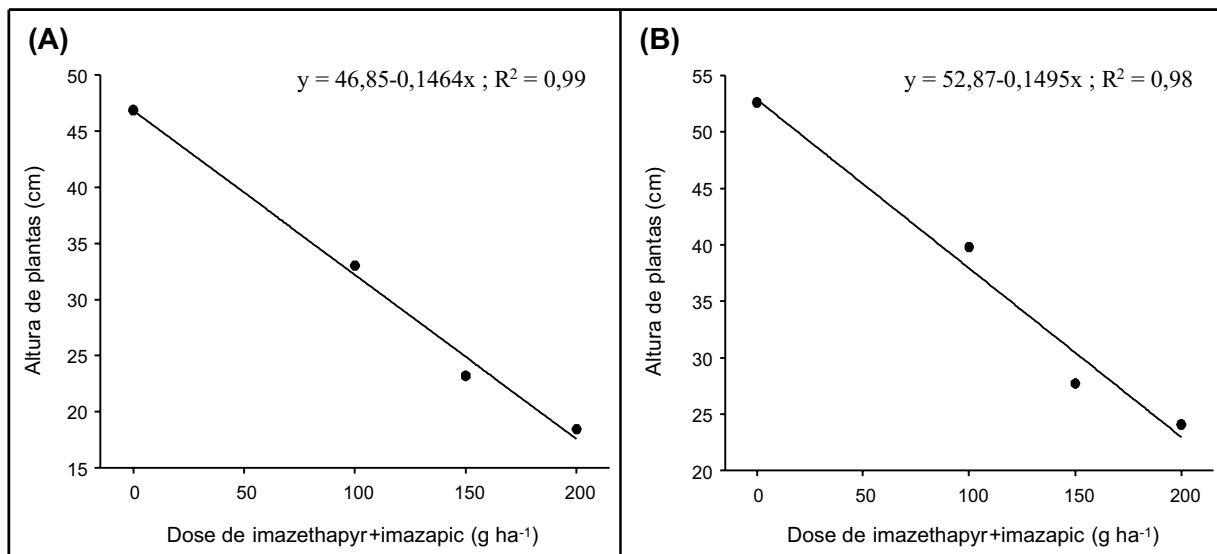 (A)
y = 46,85-0,1464x ; R² = 0,99
50
45
40
35
30
25
20
15
Altura de plantas (cm)
0 50 100 150 200
Dose de imazethapyr+imazapic (g ha⁻¹)
(B)
y = 52,87-0,1495x ; R² = 0,98
55
50
45
40
35
30
25
20
Altura de plantas (cm)
0 50 100 150 200
Dose de imazethapyr+imazapic (g ha⁻¹)